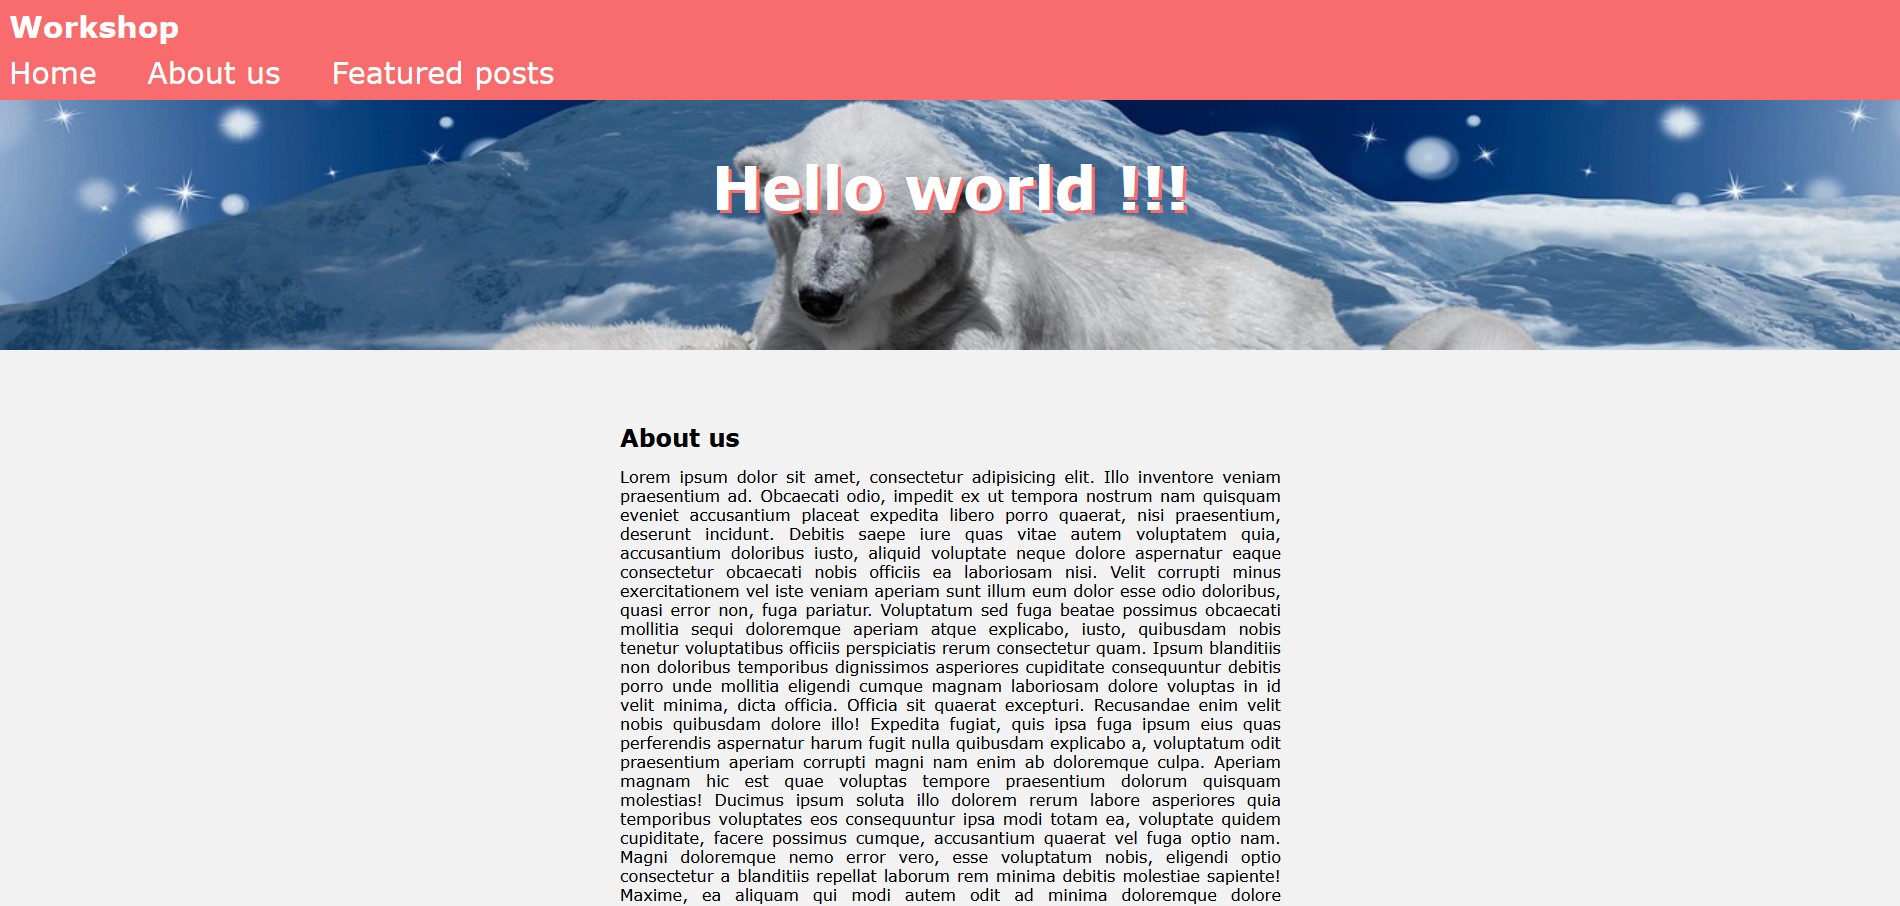 Workshop
Home About us Featured posts
Hello world !!!
About us
Lorem ipsum dolor sit amet, consectetur adipisicing elit. Illo inventore veniam
praesentium ad. Obcaecati odio, impedit ex ut tempora nostrum nam quisquam
eveniet accusantium placeat expedita libero porro quaerat, nisi praesentium,
deserunt incidunt. Debitis saepe iure quas vitae autem voluptatem quia,
accusantium doloribus iusto, aliquid voluptate neque dolore aspernatur eaque
consectetur obcaecati nobis officiis ea laboriosam nisi. Velit corrupti minus
exercitationem vel iste veniam aperiam sunt illum eum dolor esse odio doloribus,
quasi error non, fuga pariatur. Voluptatum sed fuga beatae possimus obcaecati
mollitia sequi doloremque aperiam atque explicabo, iusto, quibusdam nobis
tenetur voluptatibus officiis perspiciatis rerum consectetur quam. Ipsum blanditiis
non doloribus temporibus dignissimos asperiores cupiditate consequuntur debitis
porro unde mollitia eligendi cumque magnam laboriosam dolore voluptas in id
velit minima, dicta officia. Officia sit quaerat excepturi. Recusandae enim velit
nobis quibusdam dolore illo! Expedita fugiat, quis ipsa fuga ipsum eius quas
perferendis aspernatur harum fugit nulla quibusdam explicabo a, voluptatum odit
praesentium aperiam corrupti magni nam enim ab doloremque culpa. Aperiam
magnam hic est quae voluptas tempore praesentium dolorum quisquam
molestias! Ducimus ipsum soluta illo dolorem rerum labore asperiores quia
temporibus voluptates eos consequuntur ipsa modi totam ea, voluptate quidem
cupiditate, facere possimus cumque, accusantium quaerat vel fuga optio nam.
Magni doloremque nemo error vero, esse voluptatum nobis, eligendi optio
consectetur a blanditiis repellat laborum rem minima debitis molestiae sapiente!
Maxime, ea aliquam qui modi autem odit ad minima doloremque dolore